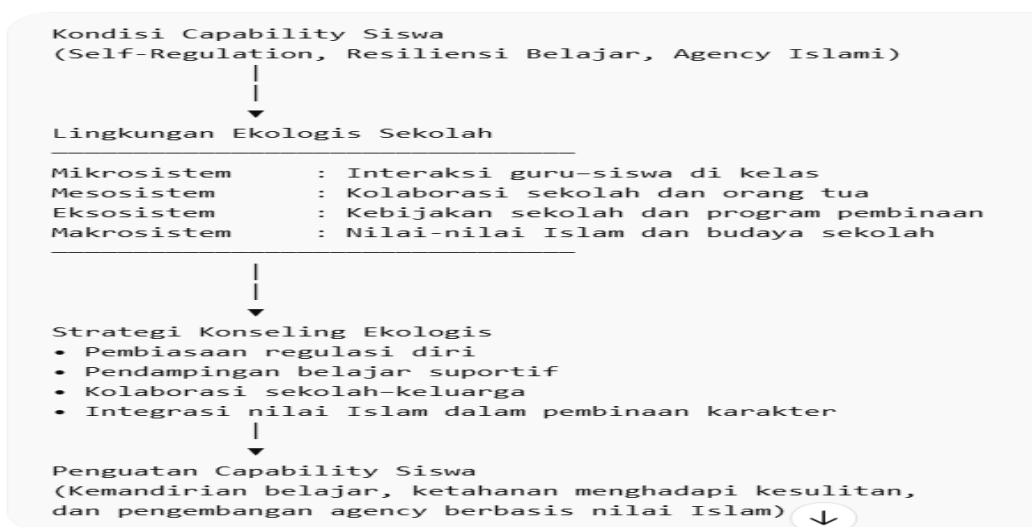 Kondisi Capability Siswa
(Self-Regulation, Resiliensi Belajar, Agency Islami)
Lingkungan Ekologis Sekolah
Mikrosistem : Interaksi guru–siswa di kelas
Mesosistem : Kolaborasi sekolah dan orang tua
Eksosistem : Kebijakan sekolah dan program pembinaan
Makrosistem : Nilai-nilai Islam dan budaya sekolah
Strategi Konseling Ekologis
• Pembiasaan regulasi diri
• Pendampingan belajar suportif
• Kolaborasi sekolah–keluarga
• Integrasi nilai Islam dalam pembinaan karakter
Penguatan Capability Siswa
(Kemandirian belajar, ketahanan menghadapi kesulitan,
dan pengembangan agency berbasis nilai Islam)